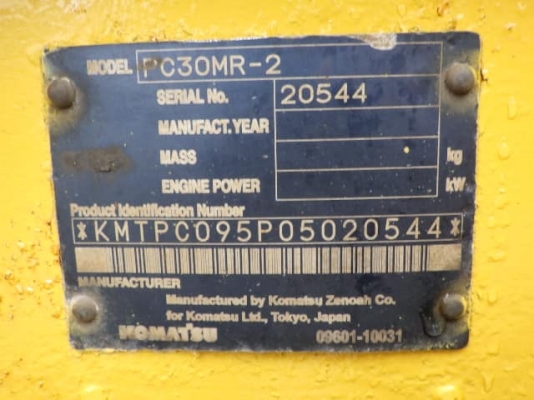 MODEL PC30MR-2
SERIAL No. 20544
MANUFACT.YEAR
MASS kg
ENGINE POWER kW
Product Identification Number
*KMTPC095P05020544*
MANUFACTURER
Manufactured by Komatsu Zenoah Co.
for Komatsu Ltd., Tokyo, Japan
KOMATSU 09601-10031